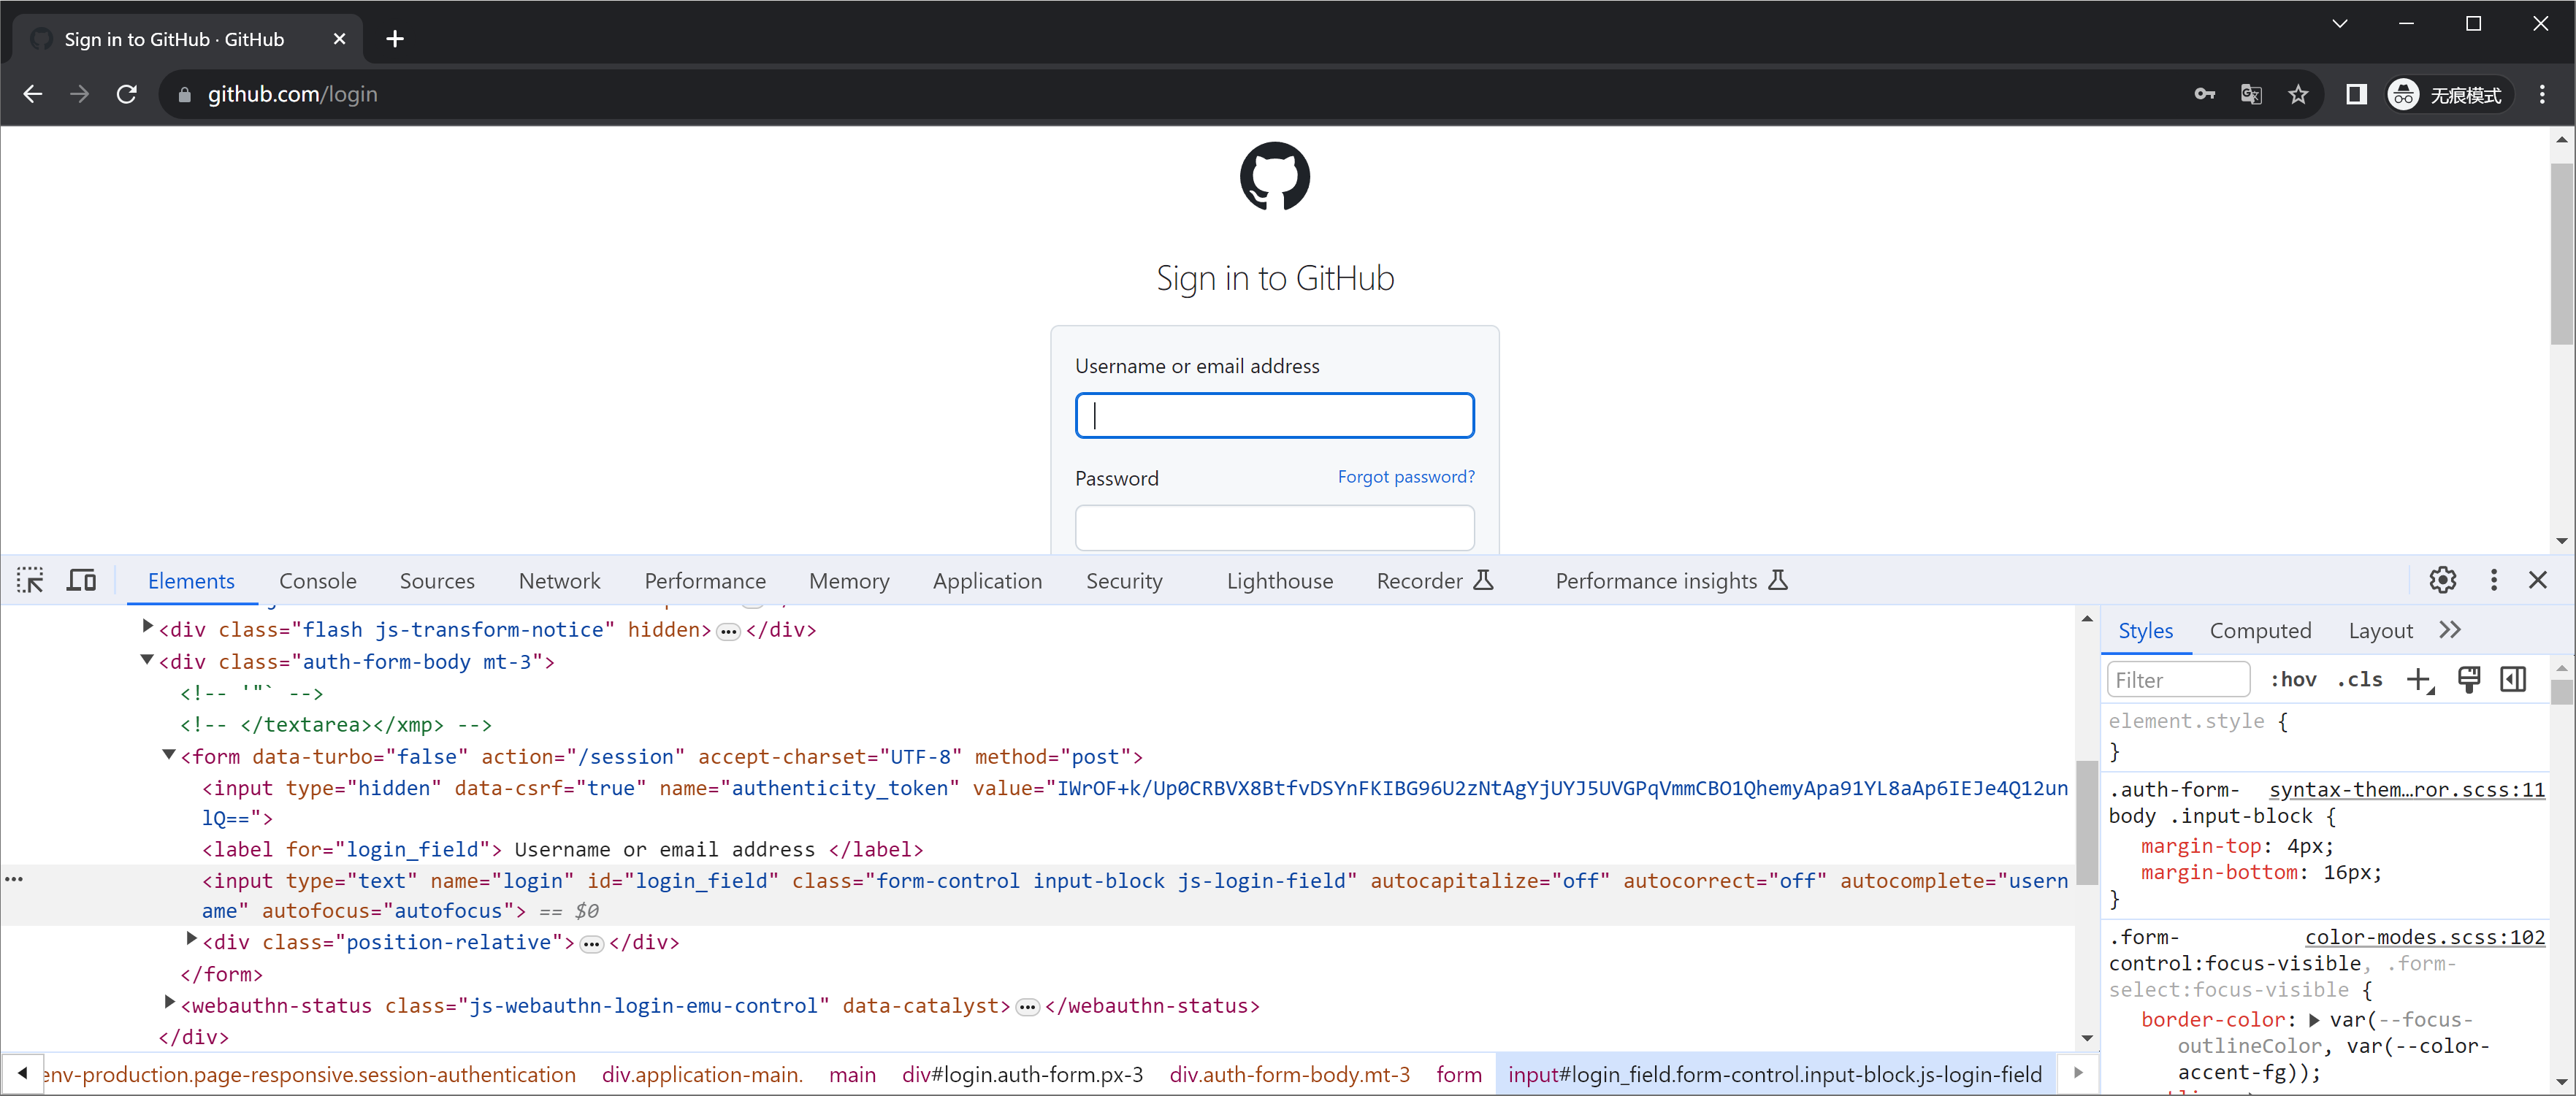 Sign in to GitHub · GitHub
github.com/login
无痕模式
Sign in to GitHub
Username or email address
Password
Forgot password?
Elements Console Sources Network Performance Memory Application Security Lighthouse Recorder Performance insights
<div class="flash js-transform-notice" hidden>…</div>
<div class="auth-form-body mt-3">
<!-- '"` -->
<!-- </textarea></xmp> -->
<form data-turbo="false" action="/session" accept-charset="UTF-8" method="post">
<input type="hidden" data-csrf="true" name="authenticity_token" value="IWrOF+k/Up0CRBVX8BtfvDSYnFKIBG96U2zNtAgYjUYJ5UVGPqVmmCBO1QhemyApa91YL8aAp6IEJe4Q12un
lQ==">
<label for="login_field"> Username or email address </label>
<input type="text" name="login" id="login_field" class="form-control input-block js-login-field" autocapitalize="off" autocorrect="off" autocomplete="usern
ame" autofocus="autofocus"> == $0
<div class="position-relative">…</div>
</form>
<webauthn-status class="js-webauthn-login-emu-control" data-catalyst>…</webauthn-status>
</div>
env-production.page-responsive.session-authentication div.application-main. main div#login.auth-form.px-3 div.auth-form-body.mt-3 form input#login_field.form-control.input-block.js-login-field
Styles Computed Layout
Filter :hov .cls
element.style {
}
.auth-form- syntax-them…ror.scss:11
body .input-block {
margin-top: 4px;
margin-bottom: 16px;
}
.form- color-modes.scss:102
control:focus-visible, .form-
select:focus-visible {
border-color: var(--focus-
outlineColor, var(--color-
accent-fg));